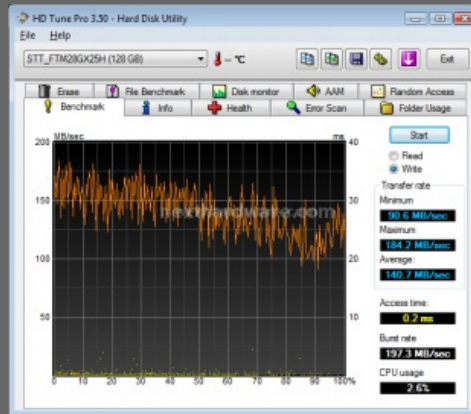 HD Tune Pro 3.50 - Hard Disk Utility
File Help
STT_FTM28GX25H (128 GB) - °C Exit
Erase File Benchmark Disk monitor AAM Random Access
Benchmark Info Health Error Scan Folder Usage
200 MB/sec ms 40
150 30
100 20
50 10
0 10 20 30 40 50 60 70 80 90 100%
nexthardware.com
Start
Read
Write
Transfer rate
Minimum
90.6 MB/sec
Maximum
184.2 MB/sec
Average:
140.7 MB/sec
Access time:
0.2 ms
Burst rate
197.3 MB/sec
CPU usage
2.6%